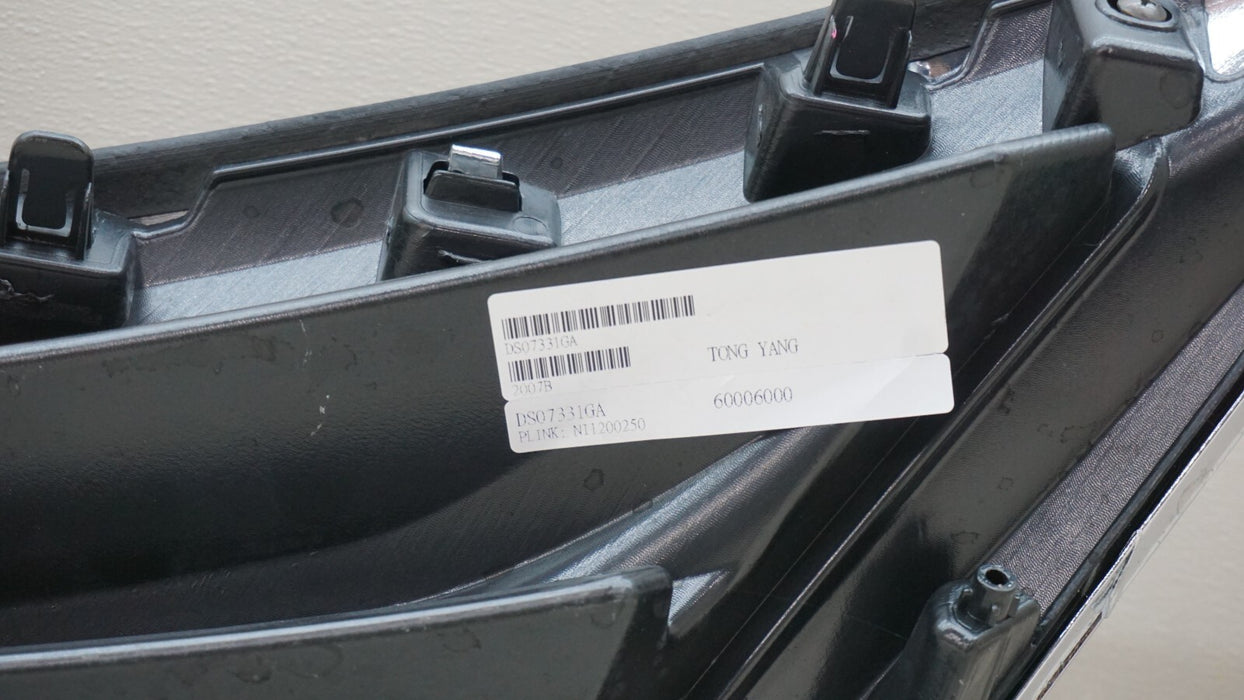 DS07331GA
TONG YANG
2007B
DS07331GA
60006000
PLINK: N11200250